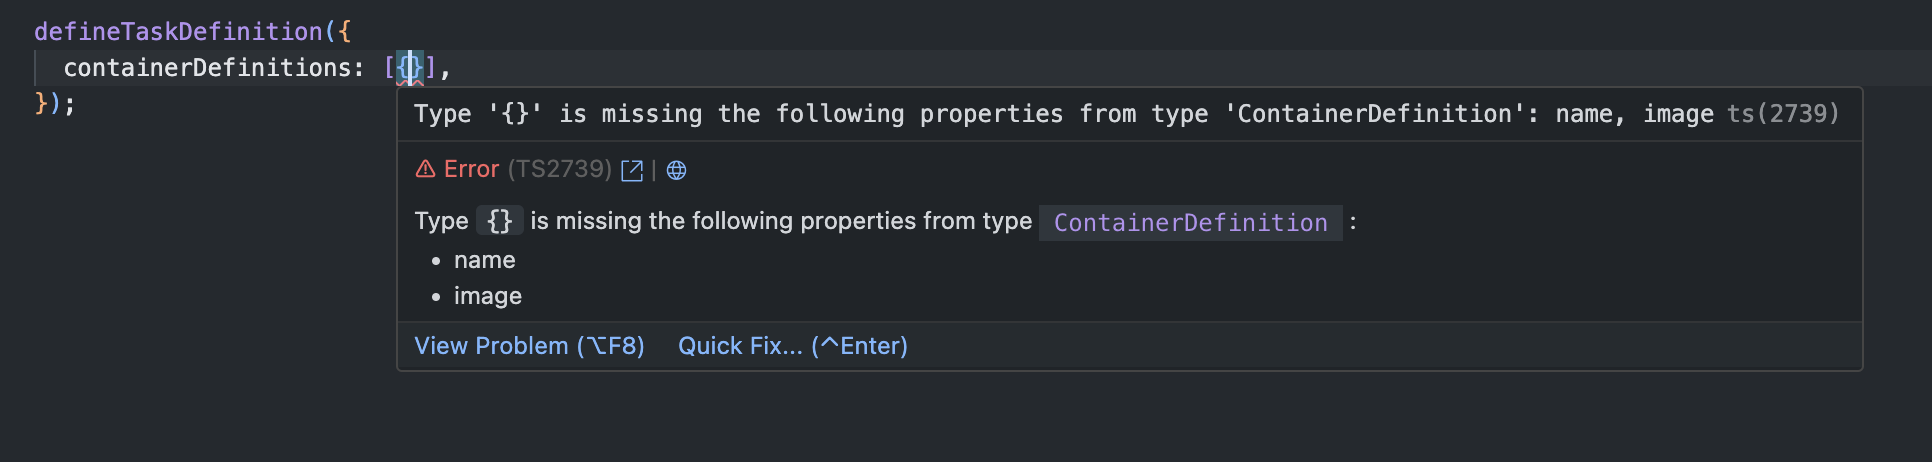 defineTaskDefinition({
containerDefinitions: [{}],
});
Type '{}' is missing the following properties from type 'ContainerDefinition': name, image ts(2739)
Error (TS2739) |
Type {} is missing the following properties from type ContainerDefinition :
• name
• image
View Problem (⌥F8) Quick Fix... (^Enter)